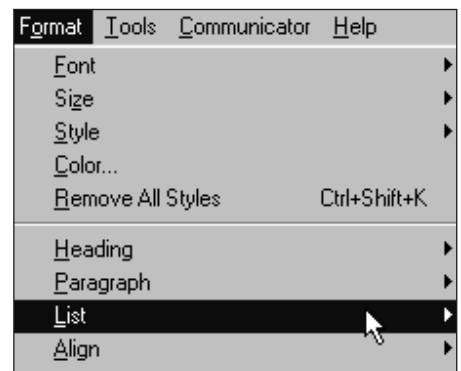 Format Tools Communicator Help
Font
Size
Style
Color...
Remove All Styles Ctrl+Shift+K
Heading
Paragraph
List
Align